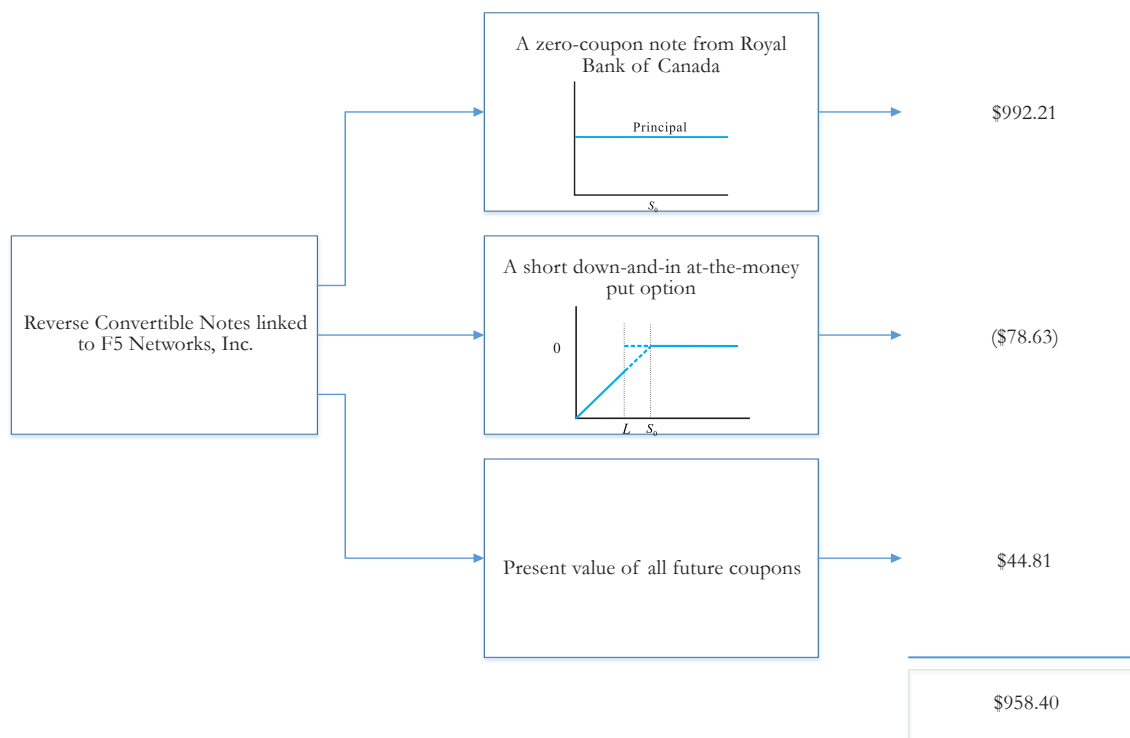 A zero-coupon note from Royal
Bank of Canada
Principal
S₀
$992.21
Reverse Convertible Notes linked
to F5 Networks, Inc.
A short down-and-in at-the-money
put option
0
L S₀
($78.63)
Present value of all future coupons
$44.81
$958.40